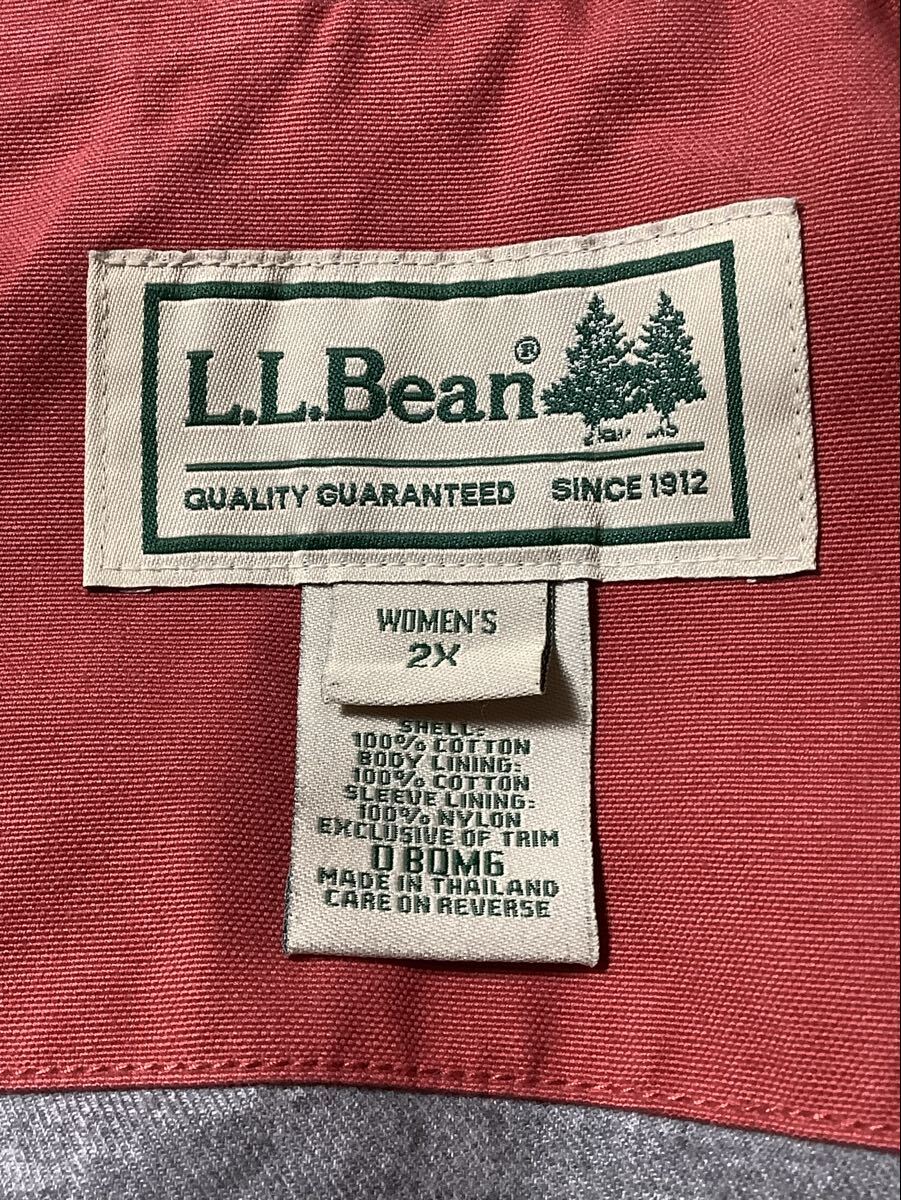 L.L.Bean®
QUALITY GUARANTEED SINCE 1912
WOMEN'S
2X
SHELL:
100% COTTON
BODY LINING:
100% COTTON
SLEEVE LINING:
100% NYLON
EXCLUSIVE OF TRIM
0 BQM6
MADE IN THAILAND
CARE ON REVERSE